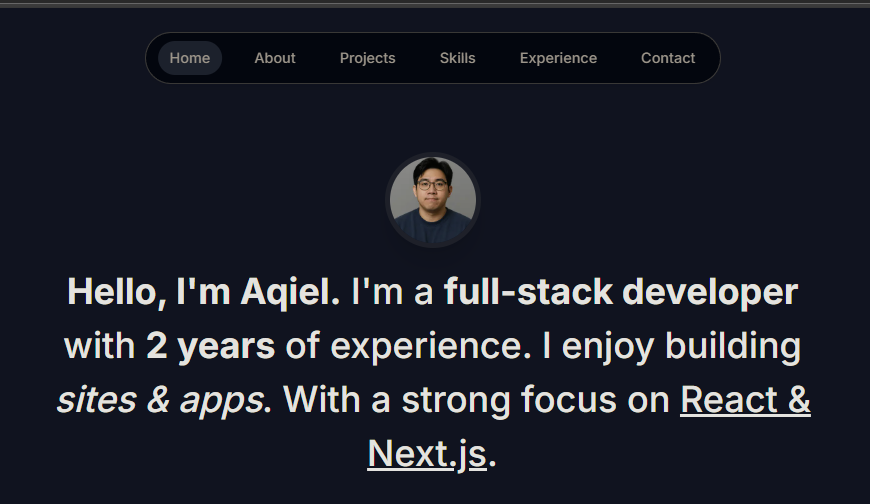 Home About Projects Skills Experience Contact
Hello, I'm Aqiel. I'm a full-stack developer
with 2 years of experience. I enjoy building
sites & apps. With a strong focus on React &
Next.js.